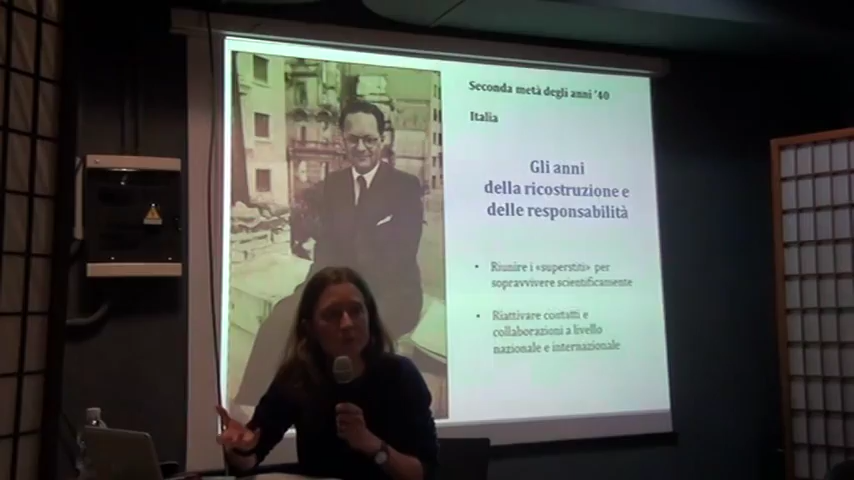 Seconda metà degli anni '40
Italia
Gli anni
della ricostruzione e
delle responsabilità
• Riunire i «superstiti» per
sopravvivere scientificamente
• Riattivare contatti e
collaborazioni a livello
nazionale e internazionale